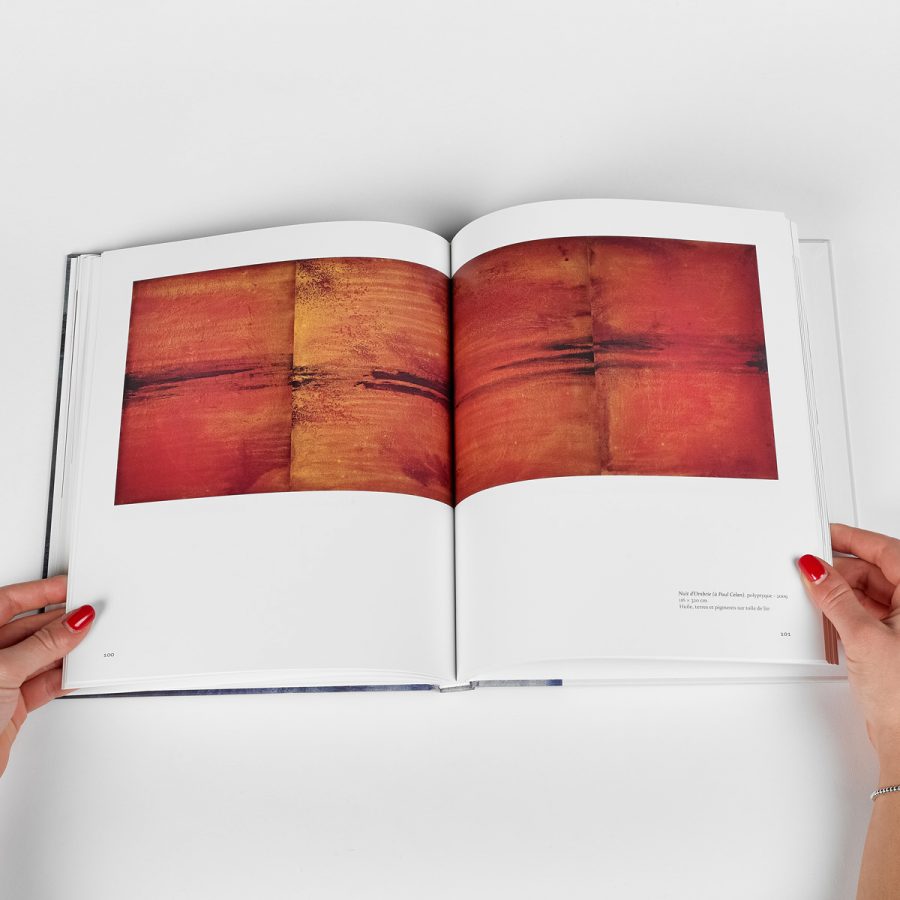 Nuit d'Ombrie (à Paul Celan), polyptyque - 2009
116 x 320 cm
Huile, terres et pigments sur toile de lin
100
101